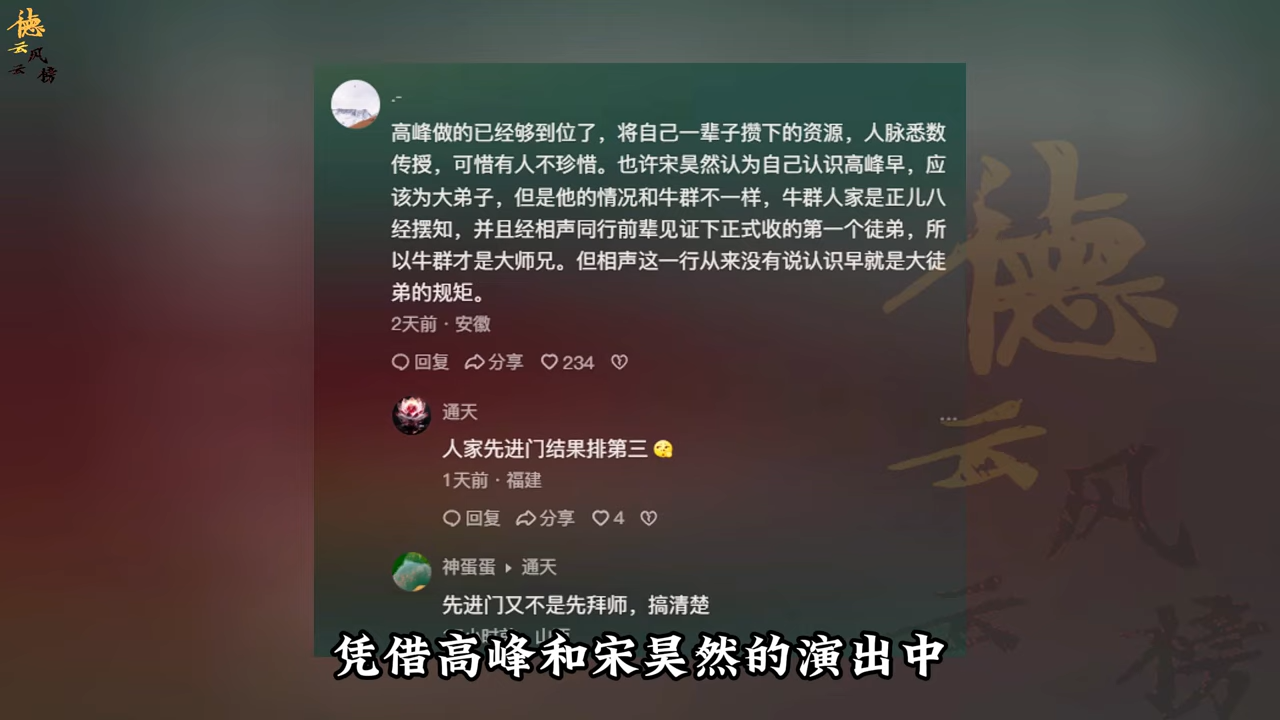 德
云风
云榜
.-
高峰做的已经够到位了，将自己一辈子攒下的资源，人脉悉数
传授，可惜有人不珍惜。也许宋昊然认为自己认识高峰早，应
该为大弟子，但是他的情况和牛群不一样，牛群人家是正儿八
经摆知，并且经相声同行前辈见证下正式收的第一个徒弟，所
以牛群才是大师兄。但相声这一行从来没有说认识早就是大徒
弟的规矩。
2天前 · 安徽
回复 分享 234
通天
...
人家先进门结果排第三
1天前 · 福建
回复 分享 4
神蛋蛋 ▸ 通天
先进门又不是先拜师，搞清楚
凭借高峰和宋昊然的演出中
德
云风
云榜